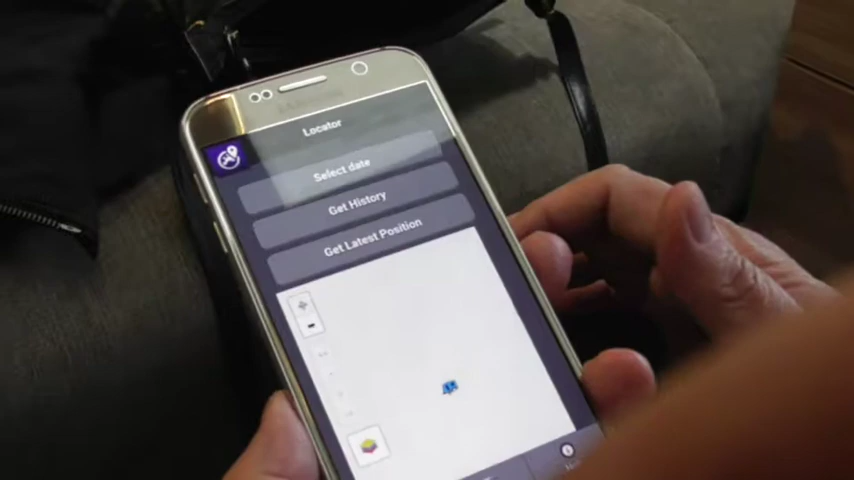 Locator
Select date
Get History
Get Latest Position